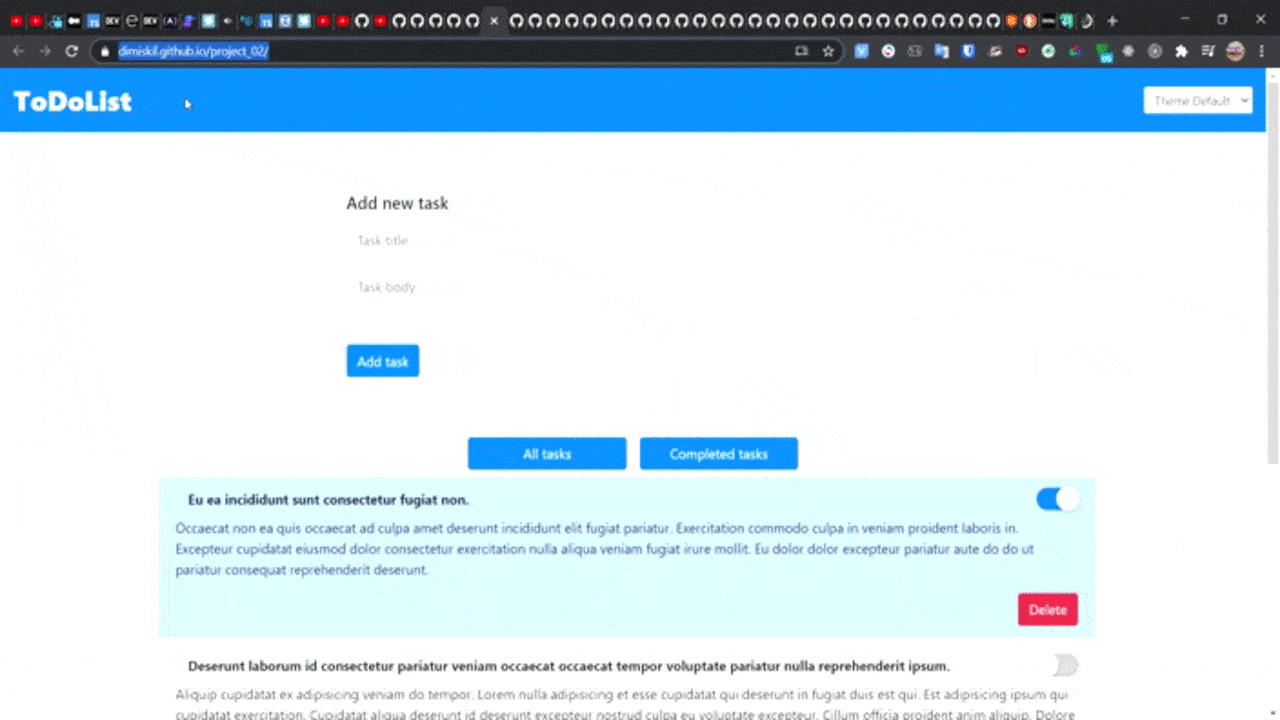 dimiskil.github.io/project_02/
ToDoList
Theme Default
Add new task
Task title
Task body
Add task
All tasks
Completed tasks
Eu ea incididunt sunt consectetur fugiat non.
Occaecat non ea quis occaecat ad culpa amet deserunt incididunt elit fugiat pariatur. Exercitation commodo culpa in veniam proident laboris in.
Excepteur cupidatat eiusmod dolor consectetur exercitation nulla aliqua veniam fugiat irure mollit. Eu dolor dolor excepteur pariatur aute do do ut
pariatur consequat reprehenderit deserunt.
Delete
Deserunt laborum id consectetur pariatur veniam occaecat occaecat tempor voluptate pariatur nulla reprehenderit ipsum.
Aliquip cupidatat ex adipisicing veniam do tempor. Lorem nulla adipisicing et esse cupidatat qui deserunt in fugiat duis est qui. Est adipisicing ipsum qui
cupidatat exercitation. Cupidatat aliqua deserunt id deserunt excepteur nostrud culpa eu voluptate excepteur. Cillum officia proident anim aliquip. Dolore